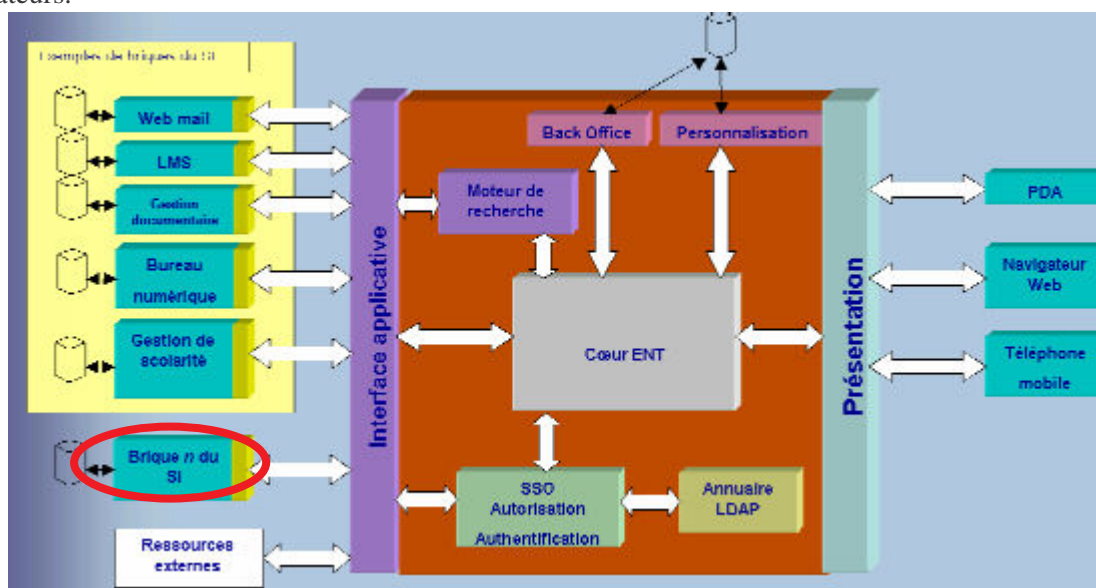 ateurs.
Exemples de briques du SI
Web mail
LMS
Gestion
documentaire
Bureau
numérique
Gestion de
scolarité
Brique n du
SI
Ressources
externes
Interface applicative
Back Office
Personnalisation
Moteur de
recherche
Cœur ENT
SSO
Autorisation
Authentification
Annuaire
LDAP
Présentation
PDA
Navigateur
Web
Téléphone
mobile